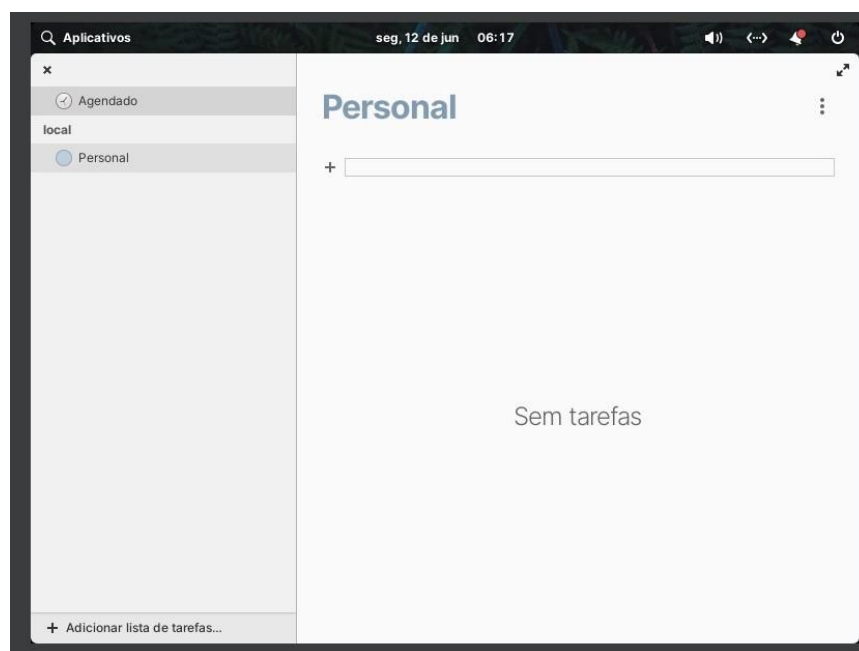 Aplicativos seg, 12 de jun 06:17
Agendado
local
Personal
Adicionar lista de tarefas...
Personal
Sem tarefas